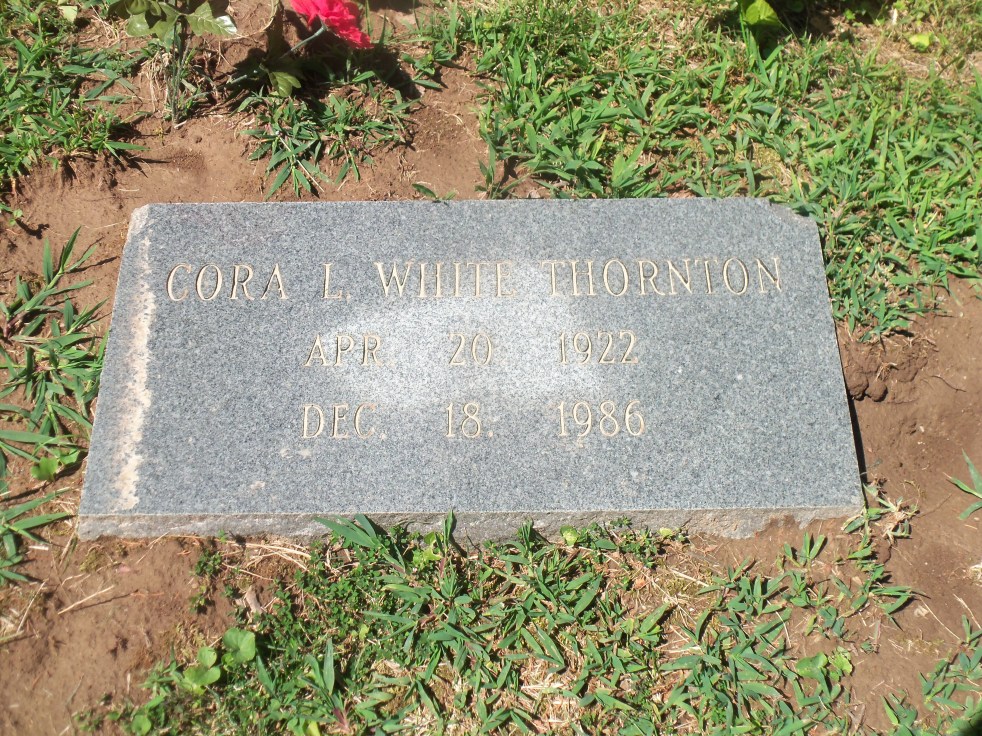 CORA L. WHITE THORNTON
APR. 20 1922
DEC. 18. 1986